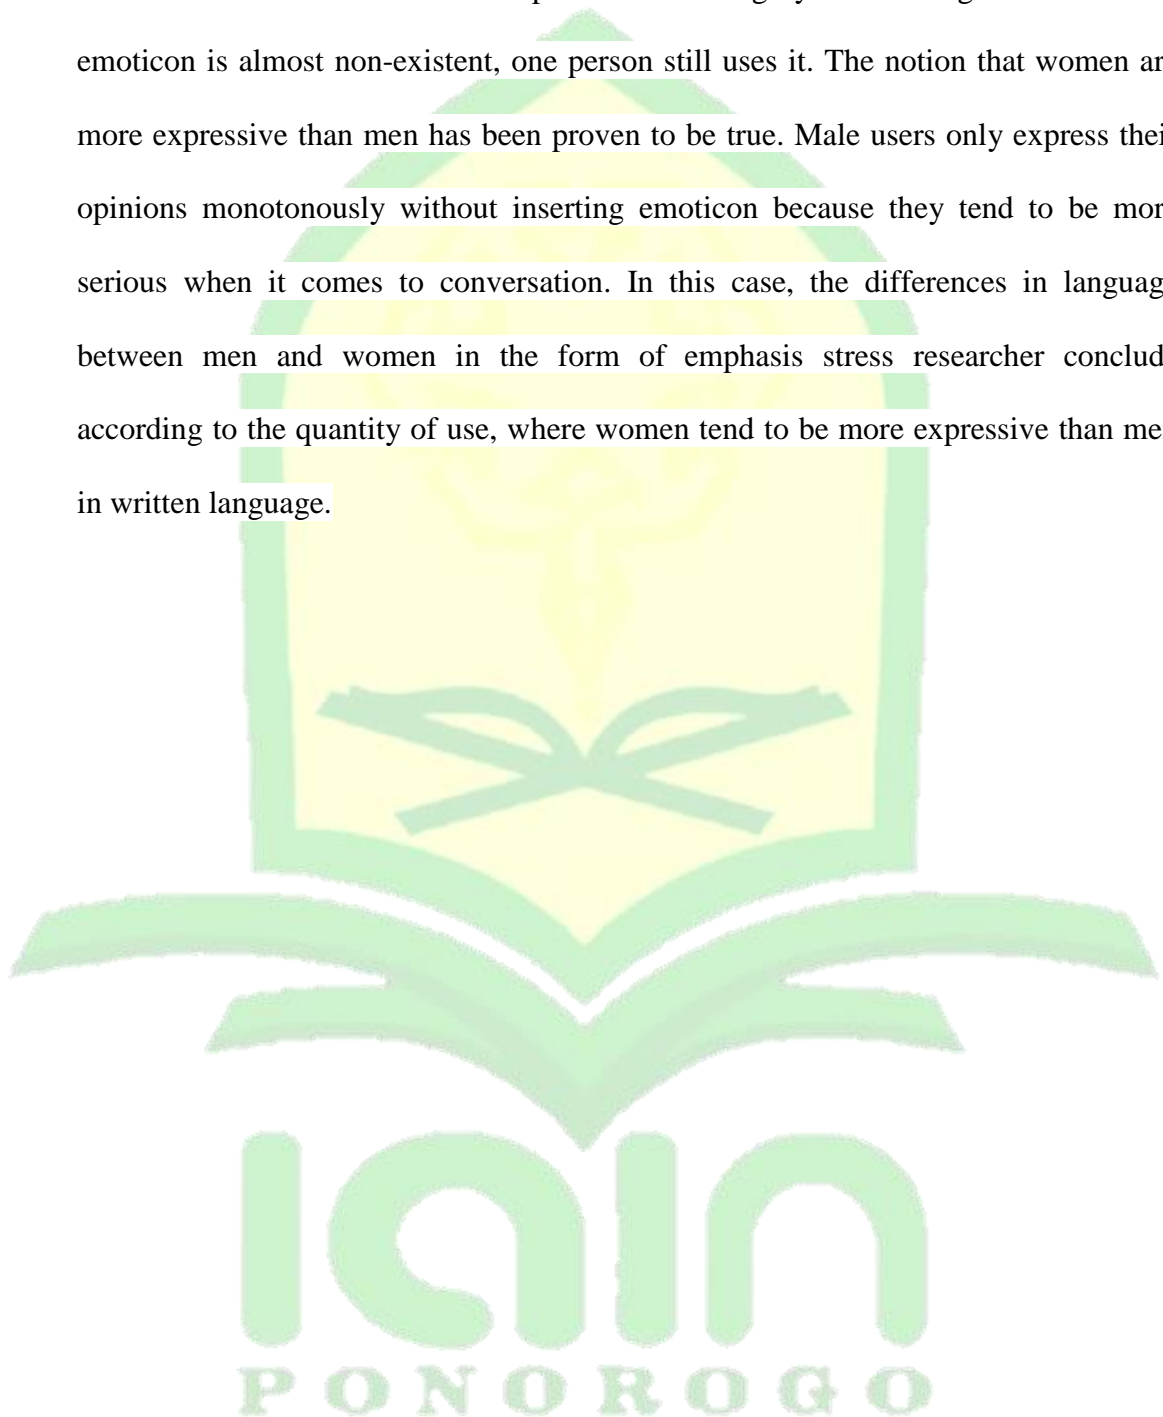 emoticon is almost non-existent, one person still uses it. The notion that women ar
more expressive than men has been proven to be true. Male users only express thei
opinions monotonously without inserting emoticon because they tend to be mor
serious when it comes to conversation. In this case, the differences in languag
between men and women in the form of emphasis stress researcher conclud
according to the quantity of use, where women tend to be more expressive than me
in written language.
iain
PONOROGO